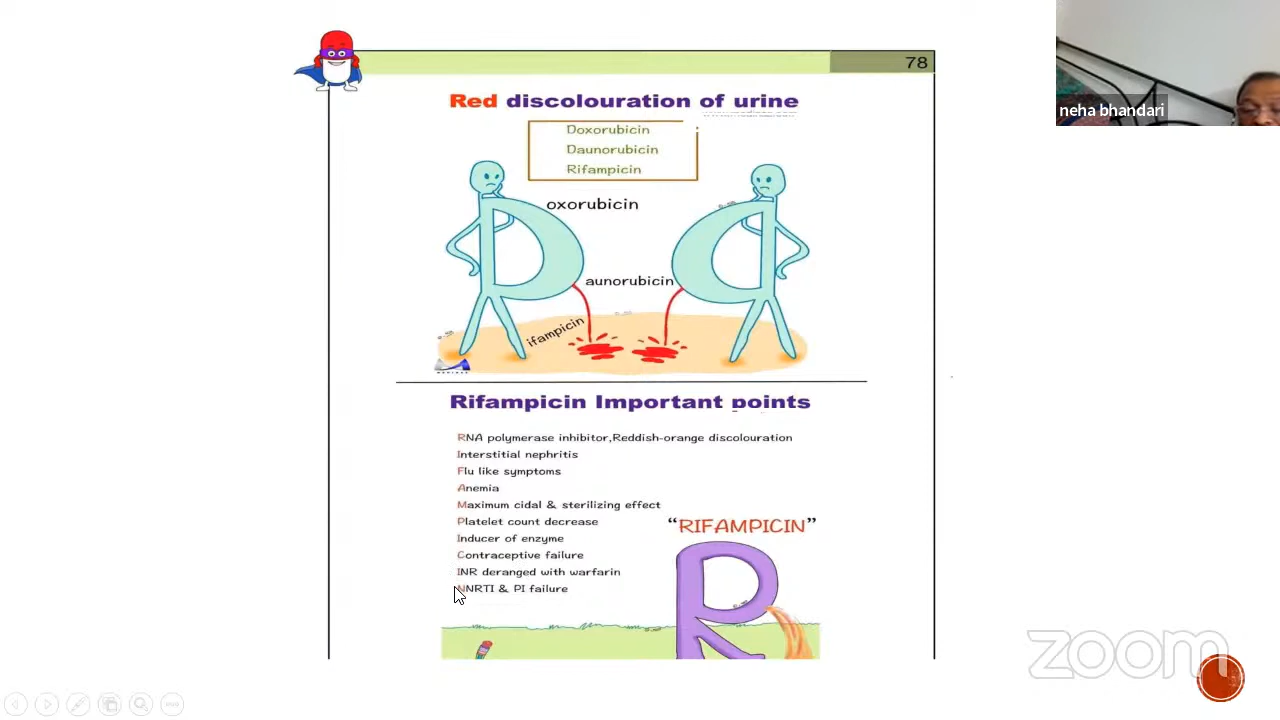 78
neha bhandari
Red discolouration of urine
Doxorubicin
Daunorubicin
Rifampicin
oxorubicin
aunorubicin
ifampicin
Rifampicin Important points
RNA polymerase inhibitor,Reddish-orange discolouration
Interstitial nephritis
Flu like symptoms
Anemia
Maximum cidal & sterilizing effect
Platelet count decrease
Inducer of enzyme
Contraceptive failure
INR deranged with warfarin
NNRTI & PI failure
“RIFAMPICIN”
zoom